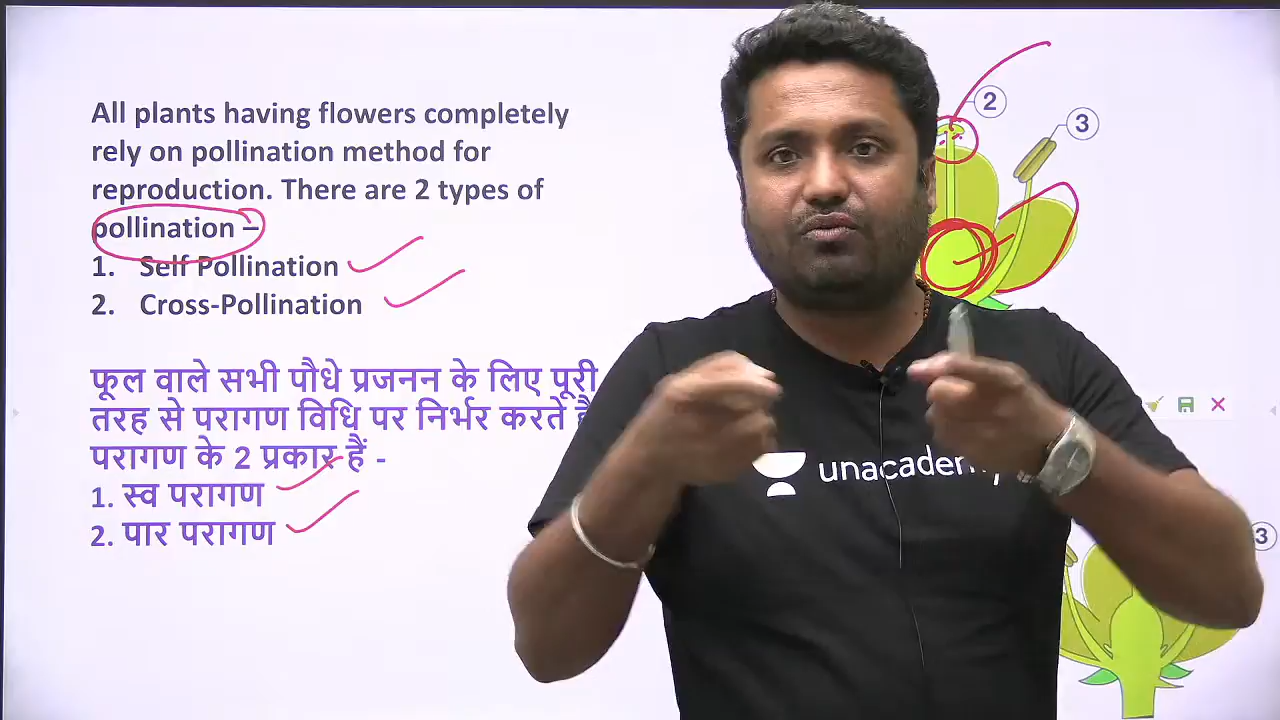 All plants having flowers completely
rely on pollination method for
reproduction. There are 2 types of
pollination –
1. Self Pollination
2. Cross-Pollination
फूल वाले सभी पौधे प्रजनन के लिए पूरी
तरह से परागण विधि पर निर्भर करते
परागण के 2 प्रकार हैं -
1. स्व परागण
2. पार परागण
2
3
unacademy
3